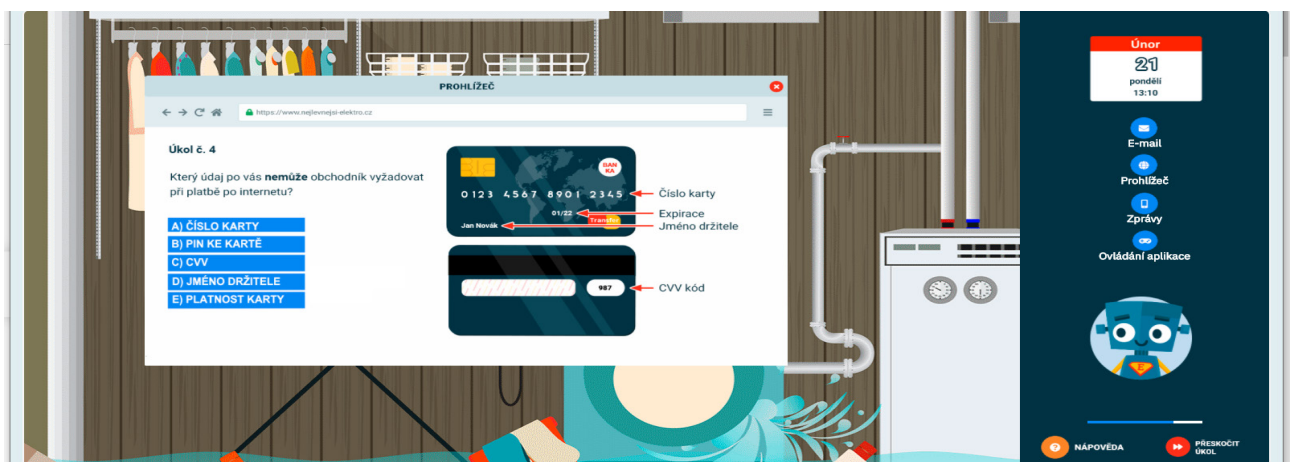 PROHLÍŽEČ
https://www.nejlevnejsi-elektro.cz
Úkol č. 4
Který údaj po vás nemůže obchodník vyžadovat
při platbě po internetu?
A) ČÍSLO KARTY
B) PIN KE KARTĚ
C) CVV
D) JMÉNO DRŽITELE
E) PLATNOST KARTY
BAN
KA
0123 4567 8901 2345
Číslo karty
01/22
Expirace
Transfer
Jan Novák
Jméno držitele
987
CVV kód
Únor
21
pondělí
13:10
E-mail
Prohlížeč
Zprávy
Ovládání aplikace
E
NÁPOVĚDA
PŘESKOČIT
ÚKOL